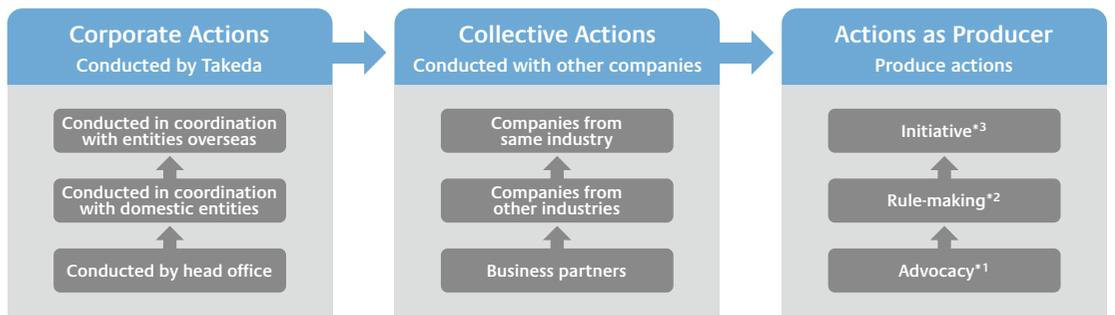 Corporate Actions
Conducted by Takeda
Conducted in coordination
with entities overseas
Conducted in coordination
with domestic entities
Conducted by head office
Collective Actions
Conducted with other companies
Companies from
same industry
Companies from
other industries
Business partners
Actions as Producer
Produce actions
Initiative*3
Rule-making*2
Advocacy*1